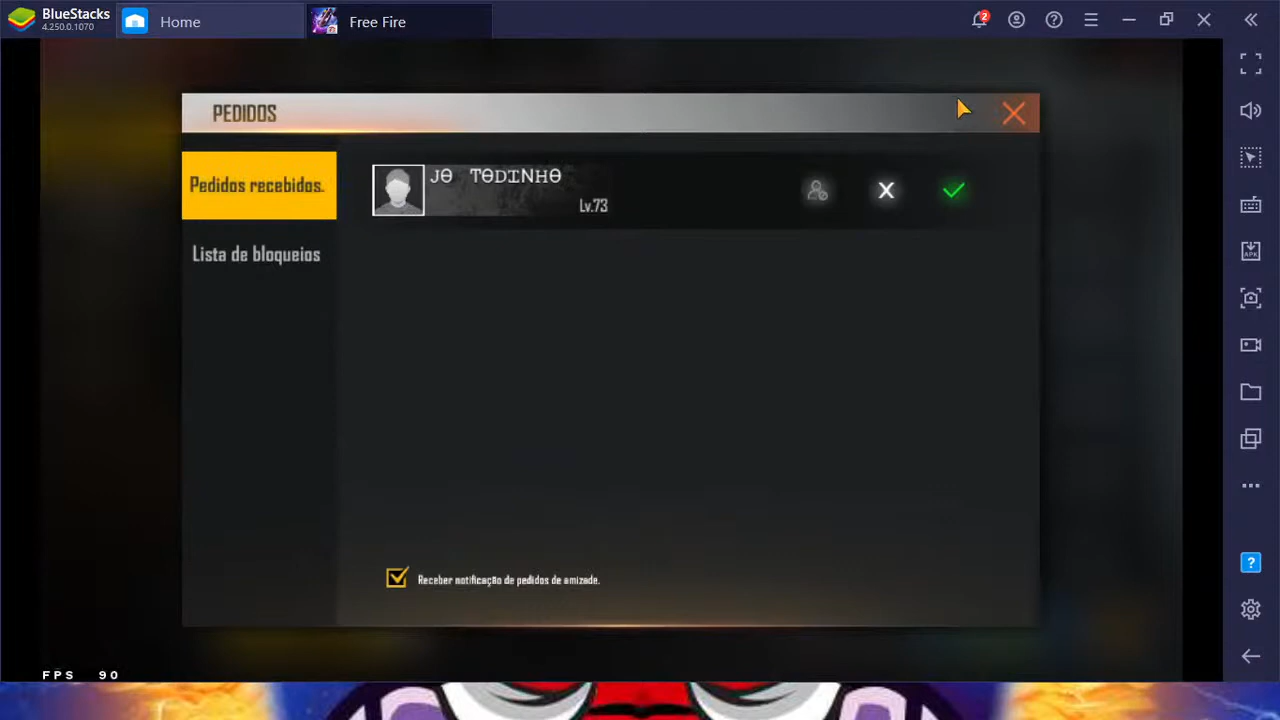 BlueStacks
4.250.0.1070
Home
Free Fire
2
PEDIDOS
Pedidos recebidos.
Lista de bloqueios
JΘ TΘDINHΘ
Lv.73
Receber notificação de pedidos de amizade.
APK
?
FPS 90